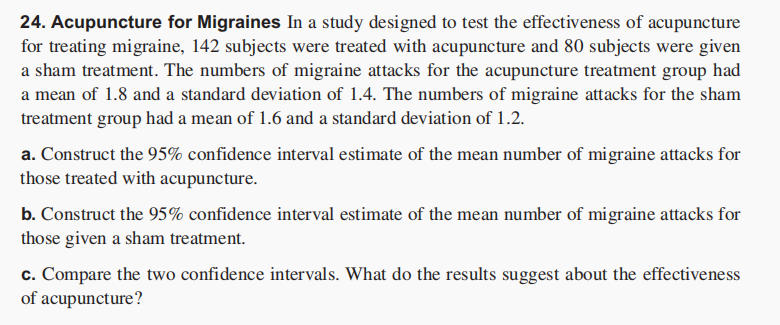 24. Acupuncture for Migraines In a study designed to test the effectiveness of acupuncture
for treating migraine, 142 subjects were treated with acupuncture and 80 subjects were given
a sham treatment. The numbers of migraine attacks for the acupuncture treatment group had
a mean of 1.8 and a standard deviation of 1.4. The numbers of migraine attacks for the sham
treatment group had a mean of 1.6 and a standard deviation of 1.2.
a. Construct the 95% confidence interval estimate of the mean number of migraine attacks for
those treated with acupuncture.
b. Construct the 95% confidence interval estimate of the mean number of migraine attacks for
those given a sham treatment.
c. Compare the two confidence intervals. What do the results suggest about the effectiveness
of acupuncture?